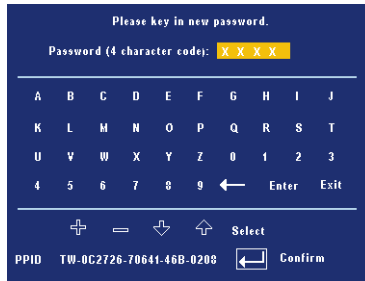 Please key in new password.
Password (4 character code): X X X X
A B C D E F G H I J
K L M N O P Q R S T
U V W X Y Z 0 1 2 3
4 5 6 7 8 9 ← Enter Exit
Select
PPID TW-0C2726-70641-46B-0208 Confirm